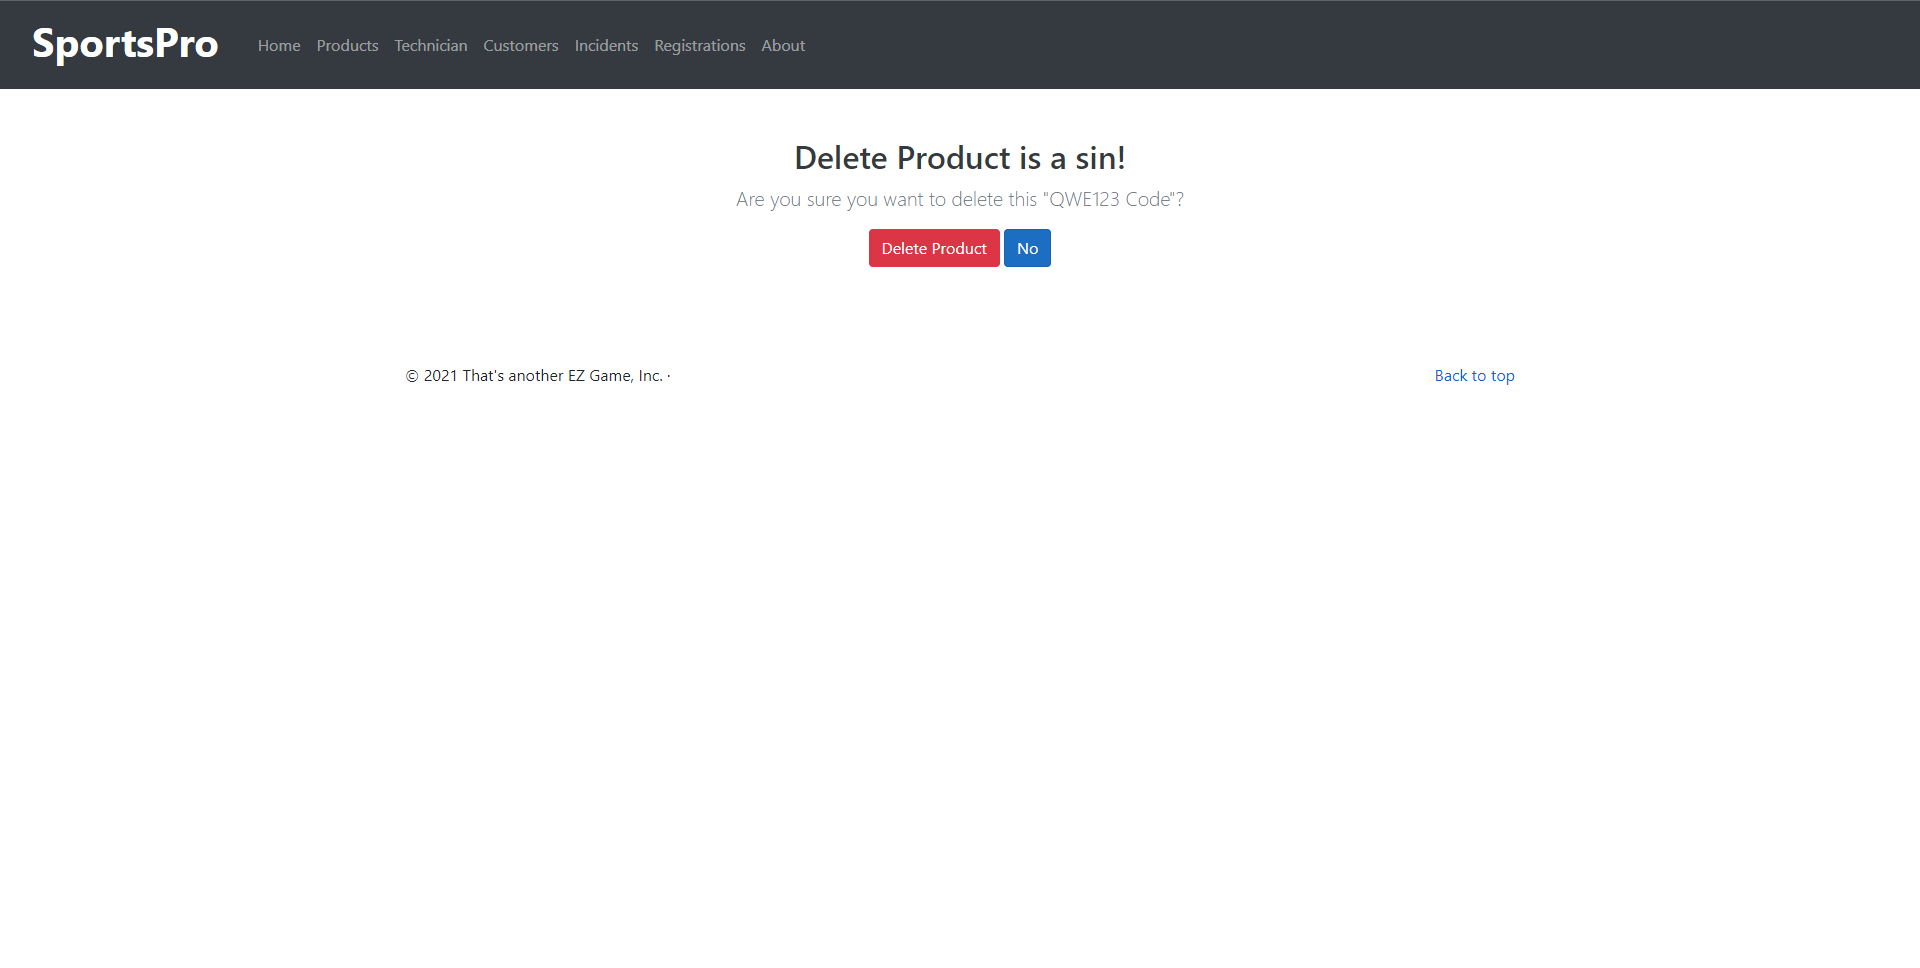 SportsPro
Home Products Technician Customers Incidents Registrations About
Delete Product is a sin!
Are you sure you want to delete this "QWE123 Code"?
Delete Product No
© 2021 That's another EZ Game, Inc. · Back to top